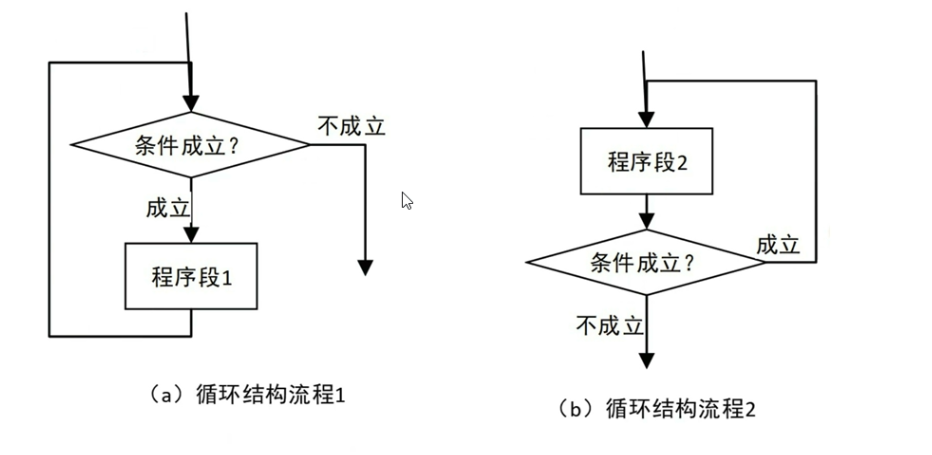 条件成立？
不成立
成立
程序段1
（a）循环结构流程1
程序段2
条件成立？
成立
不成立
（b）循环结构流程2